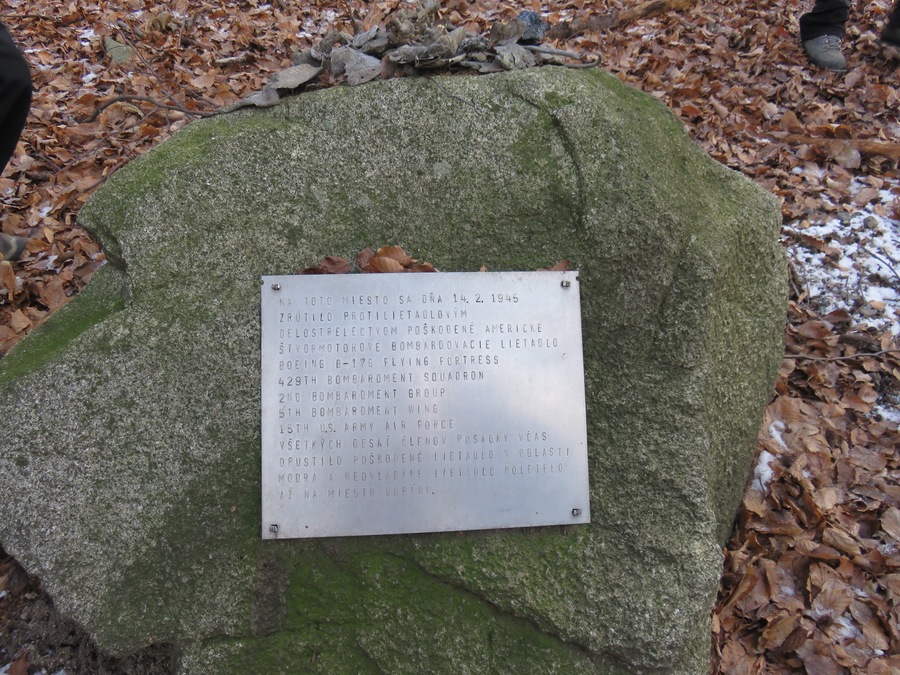 NA TOTO MIESTO SA DŇA 14. 2. 1945
ZRÚTILO PROTILIETADLOVÝM
DELOSTRELECTVOM POŠKODENÉ AMERICKÉ
ŠTVORMOTOROVÉ BOMBARDOVACIE LIETADLO
BOEING B-17G FLYING FORTRESS
429TH BOMBARDMENT SQUADRON
2ND BOMBARDMENT GROUP
5TH BOMBARDMENT WING
15TH U.S. ARMY AIR FORCE
VŠETKÝCH DESAŤ ČLENOV POSÁDKY VČAS
OPUSTILO POŠKODENÉ LIETADLO V OBLASTI
MODRA A NEOVLÁDANÉ LIETADLO DOLETELO
AŽ NA MIESTO DOPADU.